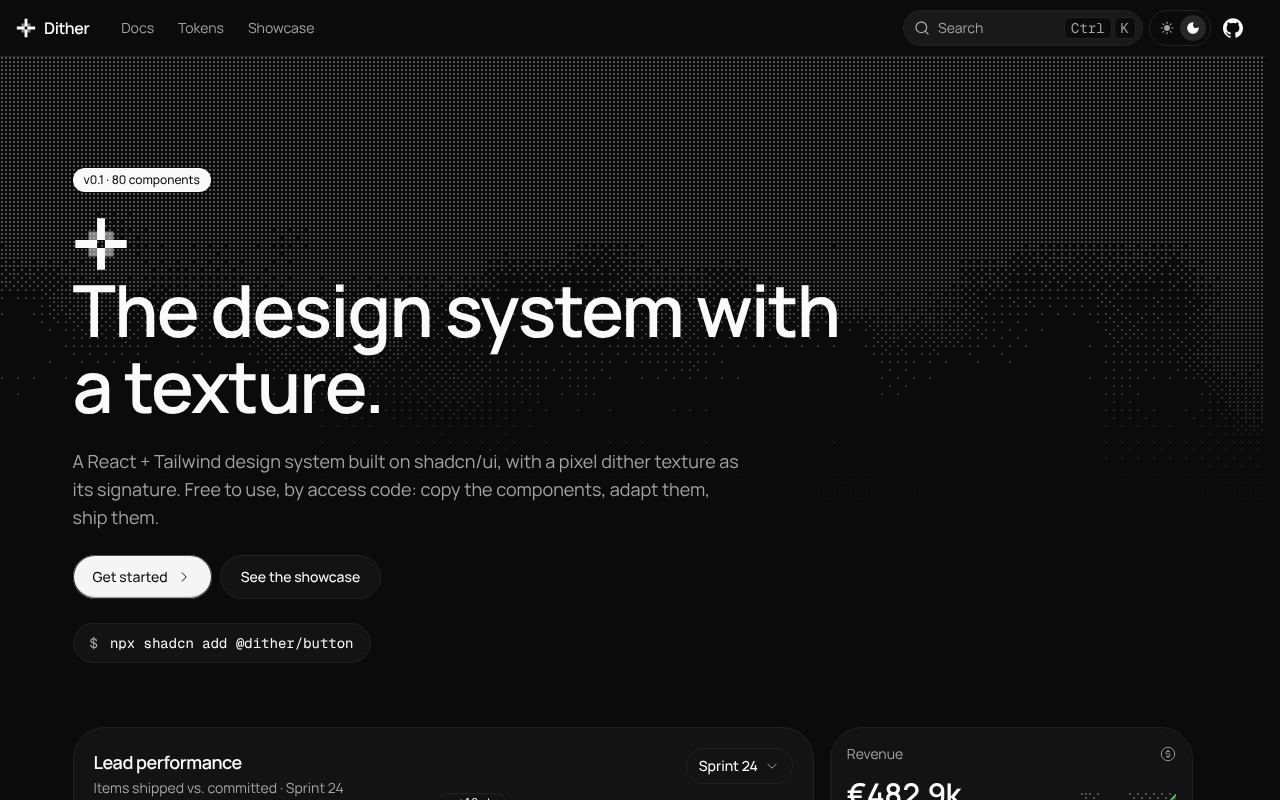 Dither
Docs
Tokens
Showcase
Search
Ctrl
K
v0.1 · 80 components
The design system with
a texture.
A React + Tailwind design system built on shadcn/ui, with a pixel dither texture as
its signature. Free to use, by access code: copy the components, adapt them,
ship them.
Get started
See the showcase
$ npx shadcn add @dither/button
Lead performance
Items shipped vs. committed · Sprint 24
Sprint 24
Revenue
$
€482.9k